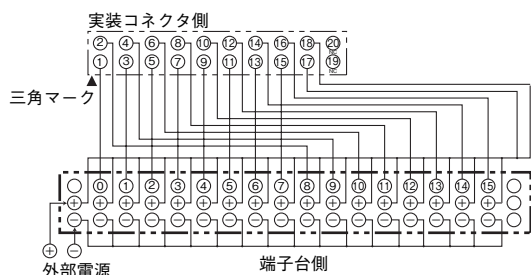 実装コネクタ側
② ④ ⑥ ⑧ ⑩ ⑫ ⑭ ⑯ ⑱ ⑳
NC
① ③ ⑤ ⑦ ⑨ ⑪ ⑬ ⑮ ⑰ ⑲
NC
三角マーク
⓪ ① ② ③ ④ ⑤ ⑥ ⑦ ⑧ ⑨ ⑩ ⑪ ⑫ ⑬ ⑭ ⑮
⊕ ⊕ ⊕ ⊕ ⊕ ⊕ ⊕ ⊕ ⊕ ⊕ ⊕ ⊕ ⊕ ⊕ ⊕ ⊕ ⊕
⊖ ⊖ ⊖ ⊖ ⊖ ⊖ ⊖ ⊖ ⊖ ⊖ ⊖ ⊖ ⊖ ⊖ ⊖ ⊖ ⊖
⊕ ⊖
外部電源
端子台側